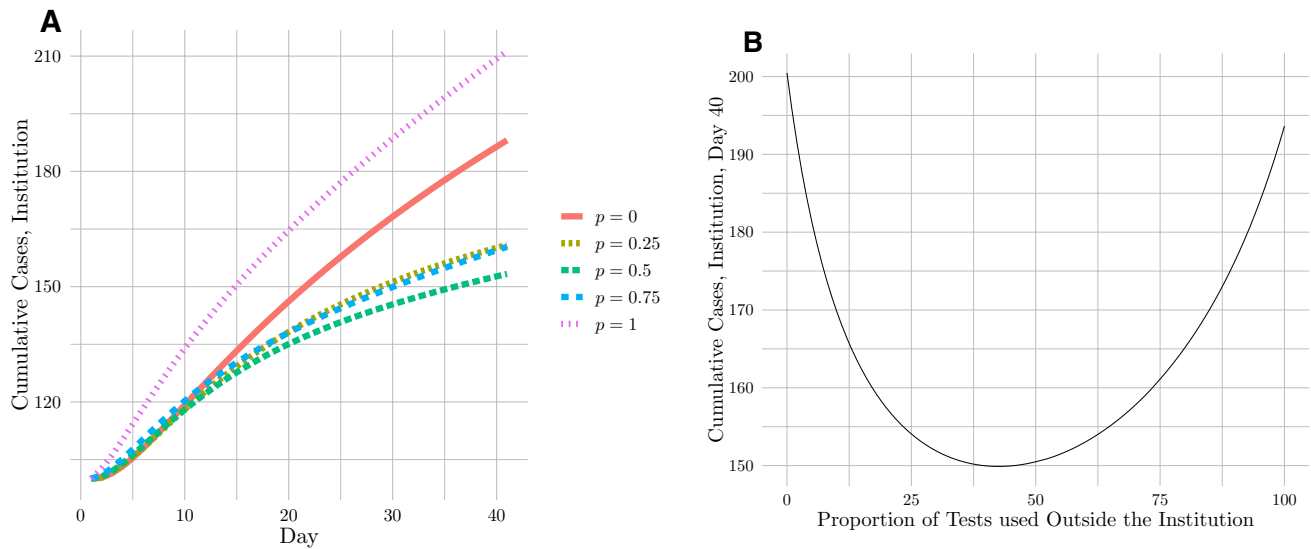 A
Cumulative Cases, Institution
210
180
150
120
0 10 20 30 40
Day
p = 0
p = 0.25
p = 0.5
p = 0.75
p = 1
B
Cumulative Cases, Institution, Day 40
200
190
180
170
160
150
0 25 50 75 100
Proportion of Tests used Outside the Institution